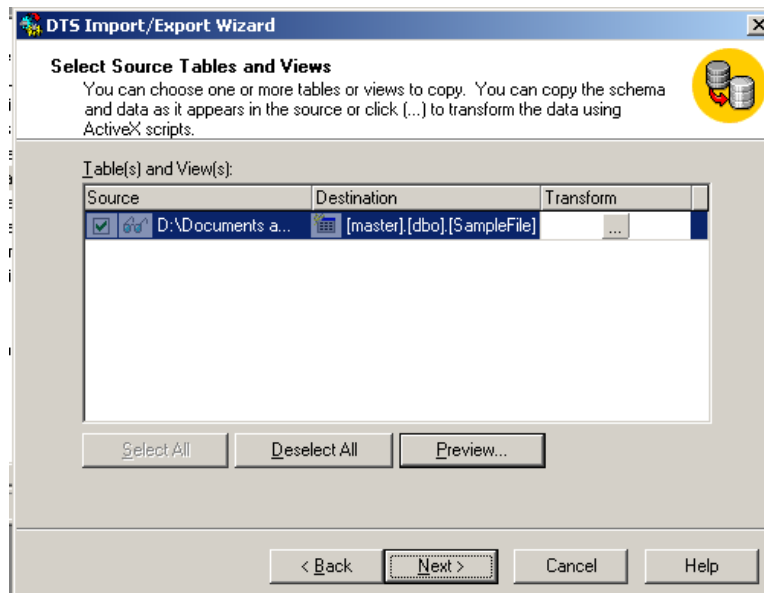 DTS Import/Export Wizard
Select Source Tables and Views
You can choose one or more tables or views to copy. You can copy the schema
and data as it appears in the source or click (...) to transform the data using
ActiveX scripts.
Table(s) and View(s):
Source Destination Transform
D:\Documents a... [master].[dbo].[SampleFile] ...
Select All Deselect All Preview...
< Back Next > Cancel Help